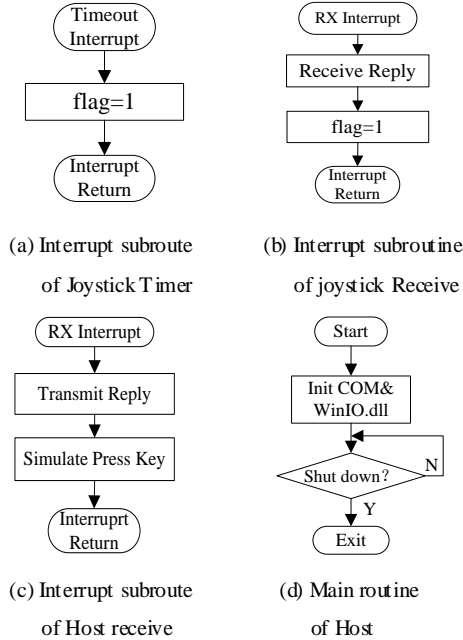 Timeout
Interrupt
flag=1
Interrupt
Return
(a) Interrupt subroute
of Joystick Timer
RX Interrupt
Receive Reply
flag=1
Interrupt
Return
(b) Interrupt subroutine
of joystick Receive
RX Interrupt
Transmit Reply
Simulate Press Key
Interruprt
Return
(c) Interrupt subroute
of Host receive
Start
Init COM&
WinIO.dll
Shut down?
N
Y
Exit
(d) Main routine
of Host